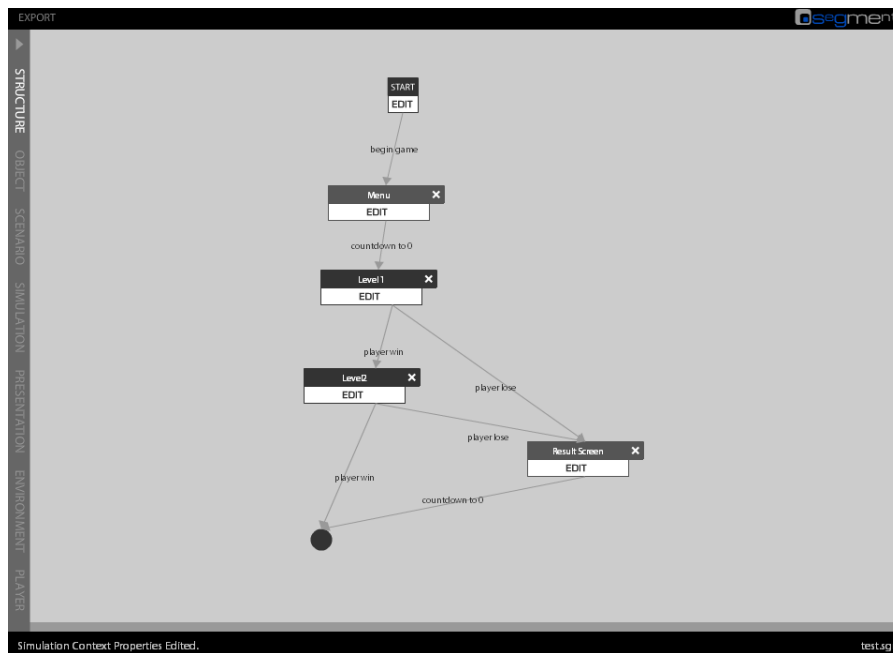 EXPORT
segment
STRUCTURE
OBJECT
SCENARIO
SIMULATION
PRESENTATION
ENVIRONMENT
PLAYER
START
EDIT
begin game
Menu
EDIT
countdown to 0
Level 1
EDIT
player win
player lose
Level2
EDIT
player lose
Result Screen
EDIT
player win
countdown to 0
Simulation Context Properties Edited.
test.sg